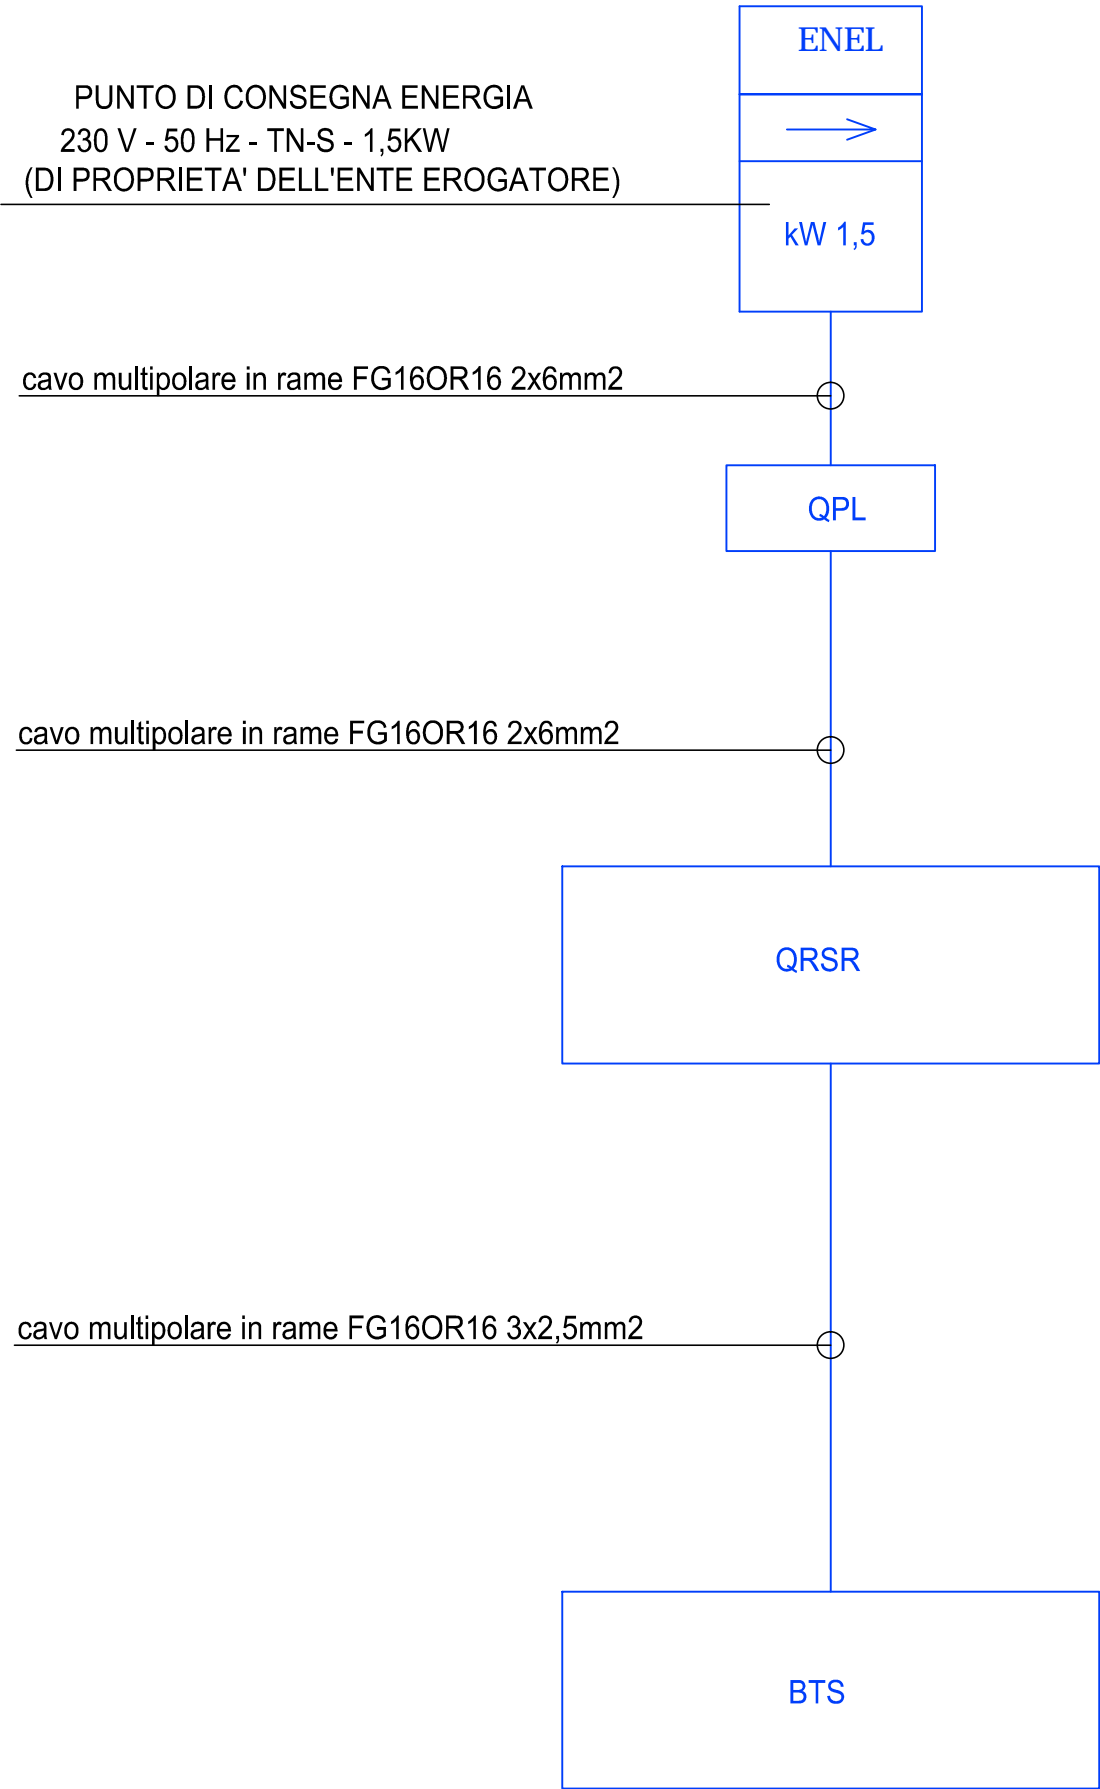 ENEL
PUNTO DI CONSEGNA ENERGIA
230 V - 50 Hz - TN-S - 1,5KW
(DI PROPRIETA' DELL'ENTE EROGATORE)
kW 1,5
cavo multipolare in rame FG16OR16 2x6mm2
QPL
cavo multipolare in rame FG16OR16 2x6mm2
QRSR
cavo multipolare in rame FG16OR16 3x2,5mm2
BTS